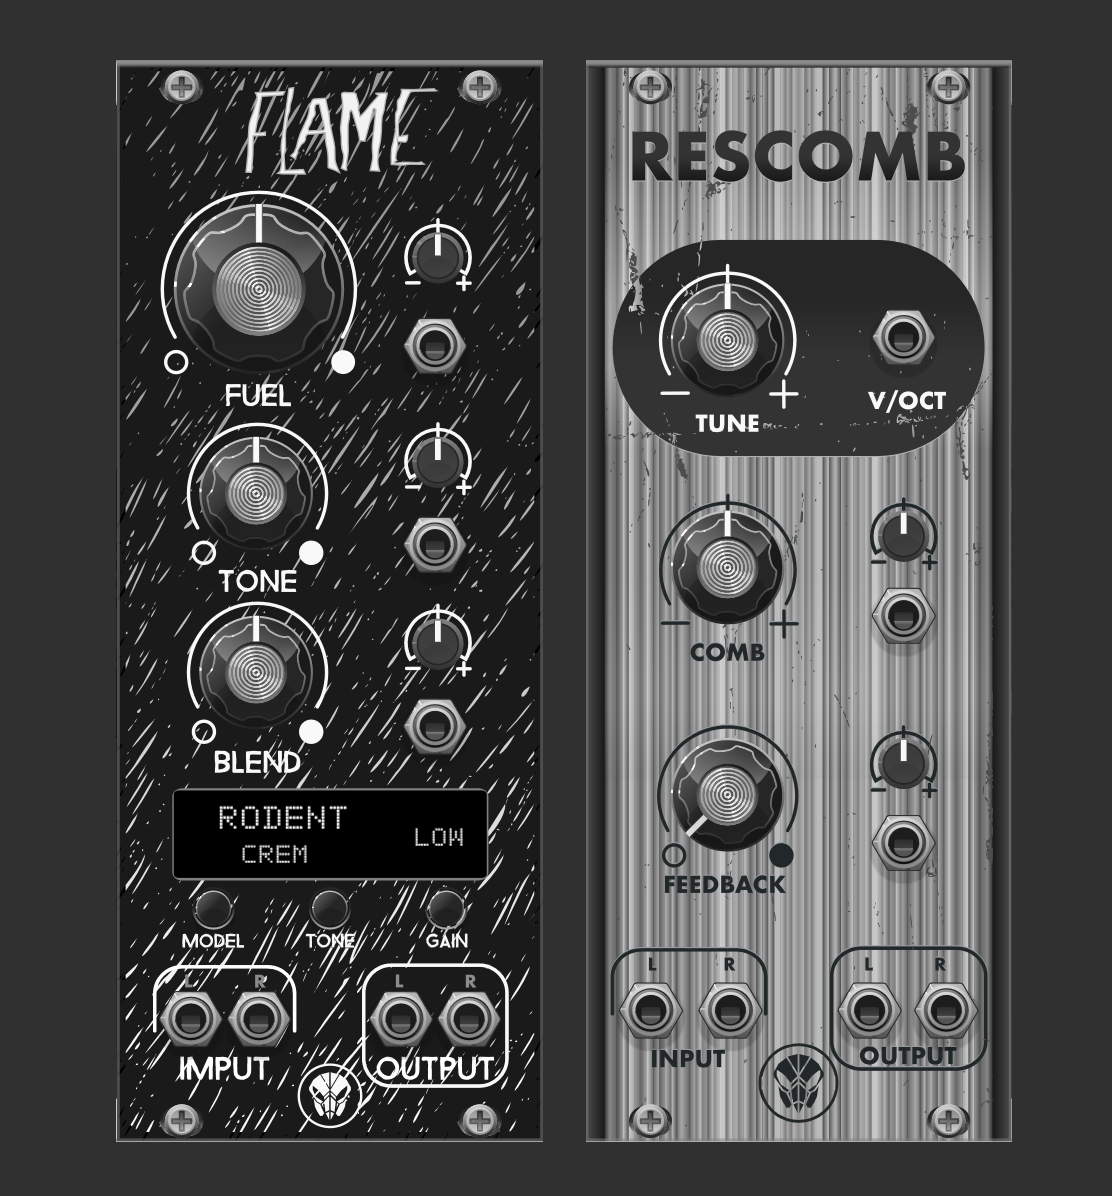 FLAME
FUEL
TONE
BLEND
RODENT
CREM
LOW
MODEL TONE GAIN
L R L R
IMPUT OUTPUT
RESCOMB
TUNE
V/OCT
COMB
FEEDBACK
L R L R
INPUT OUTPUT